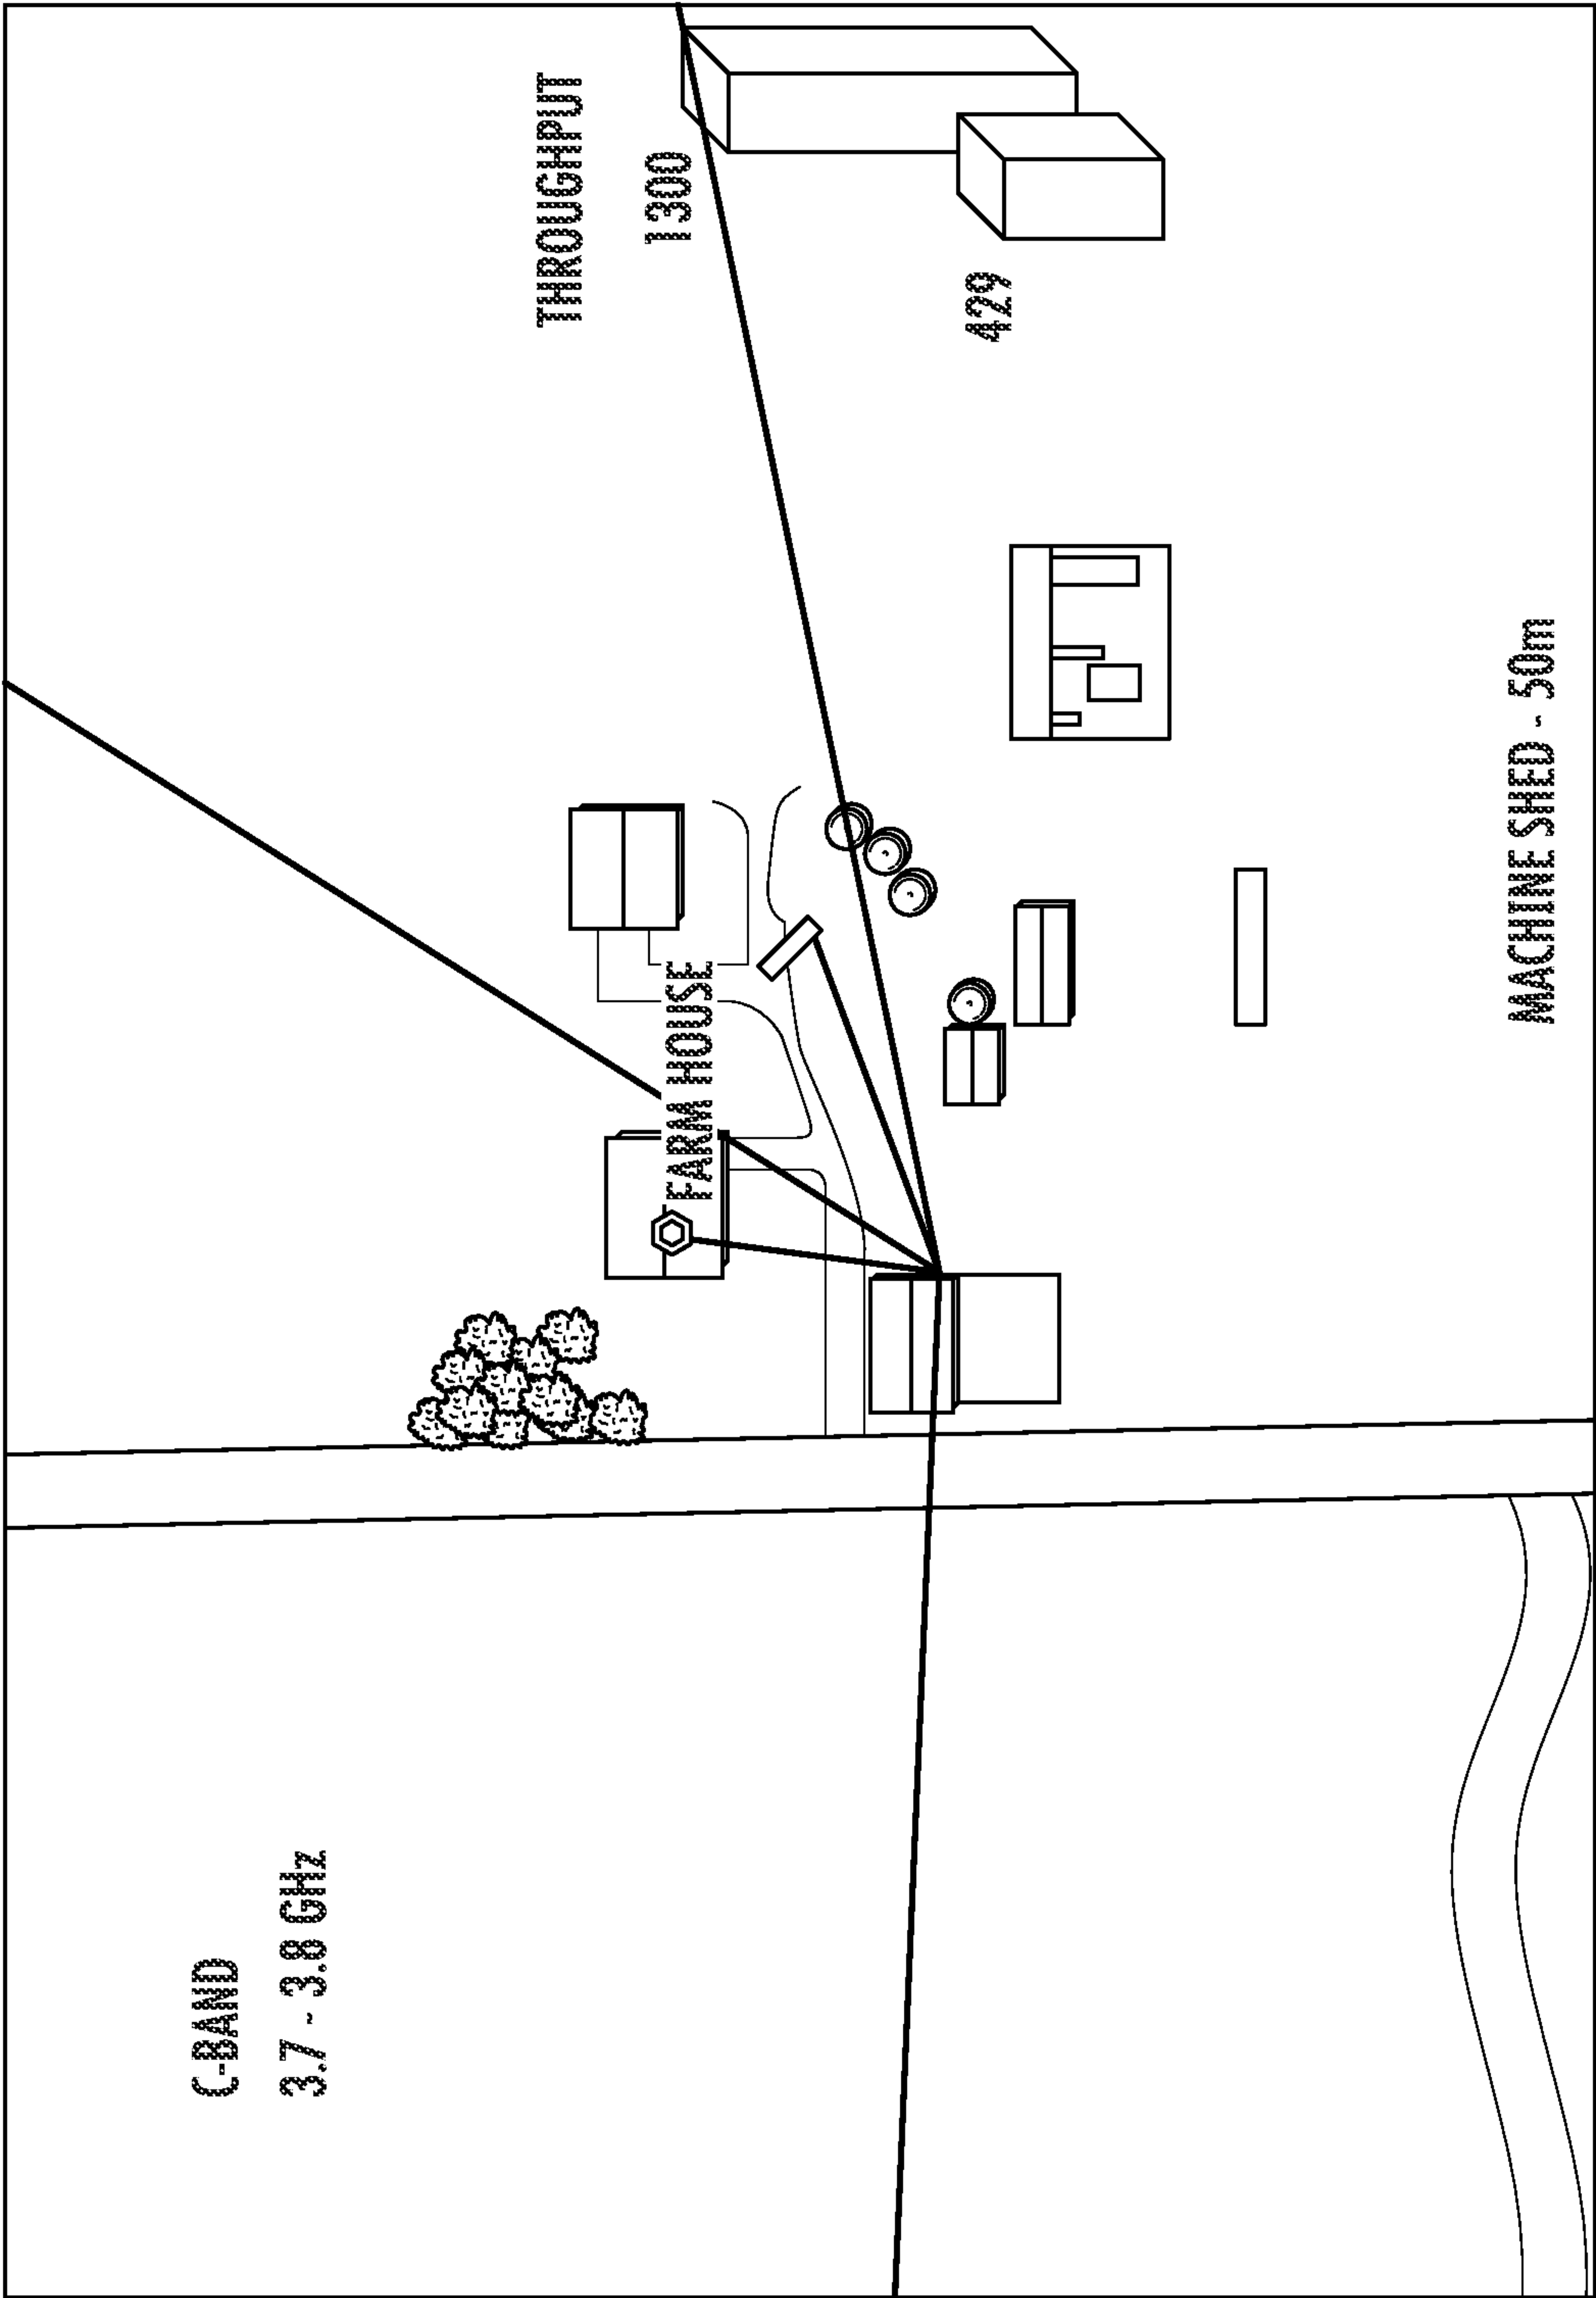 C-BAND
3.7 - 3.8 GHz
THROUGHPUT
1300
FARM HOUSE
429
MACHINE SHED - 50m